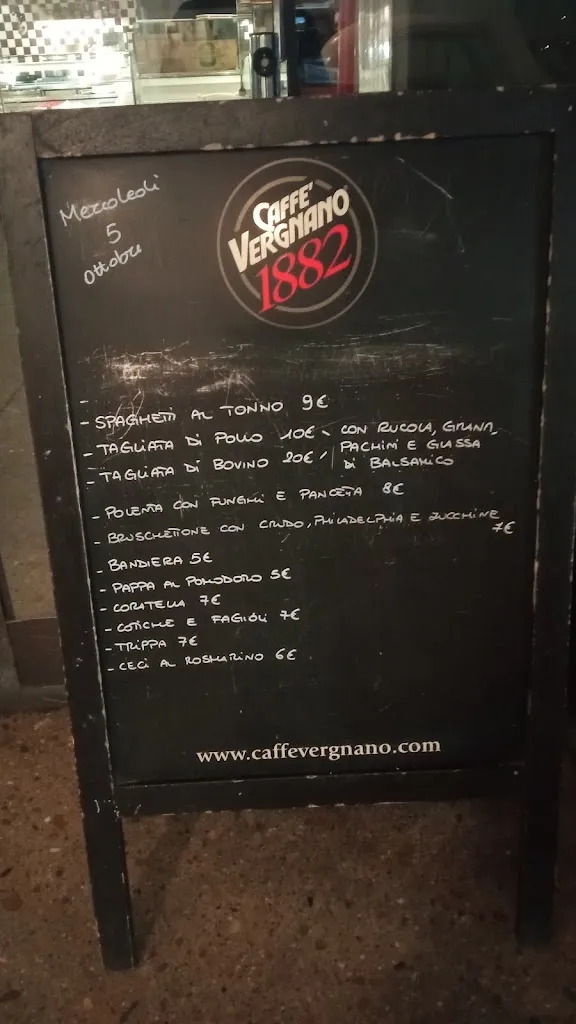 Mercoledì
5
Ottobre
CAFFE'
VERGNANO
1882
-
- SPAGHETTI AL TONNO 9€
- TAGLIATA DI POLLO 10€ CON RUCOLA, GRANA,
- TAGLIATA DI BOVINO 20€ PACHINI E GLASSA
DI BALSAMICO
- POLENTA CON FUNGHI E PANCETA 8€
- BRUSCHETTONE CON CRUDO, PHILADELPHIA E ZUCCHINE
7€
- BANDIERA 5€
- PAPPA AL POMODORO 5€
- CORATELLA 7€
- COTICHE E FAGIOLI 7€
- TRIPPA 7€
- CECI AL ROSMARINO 6€
www.caffevergnano.com